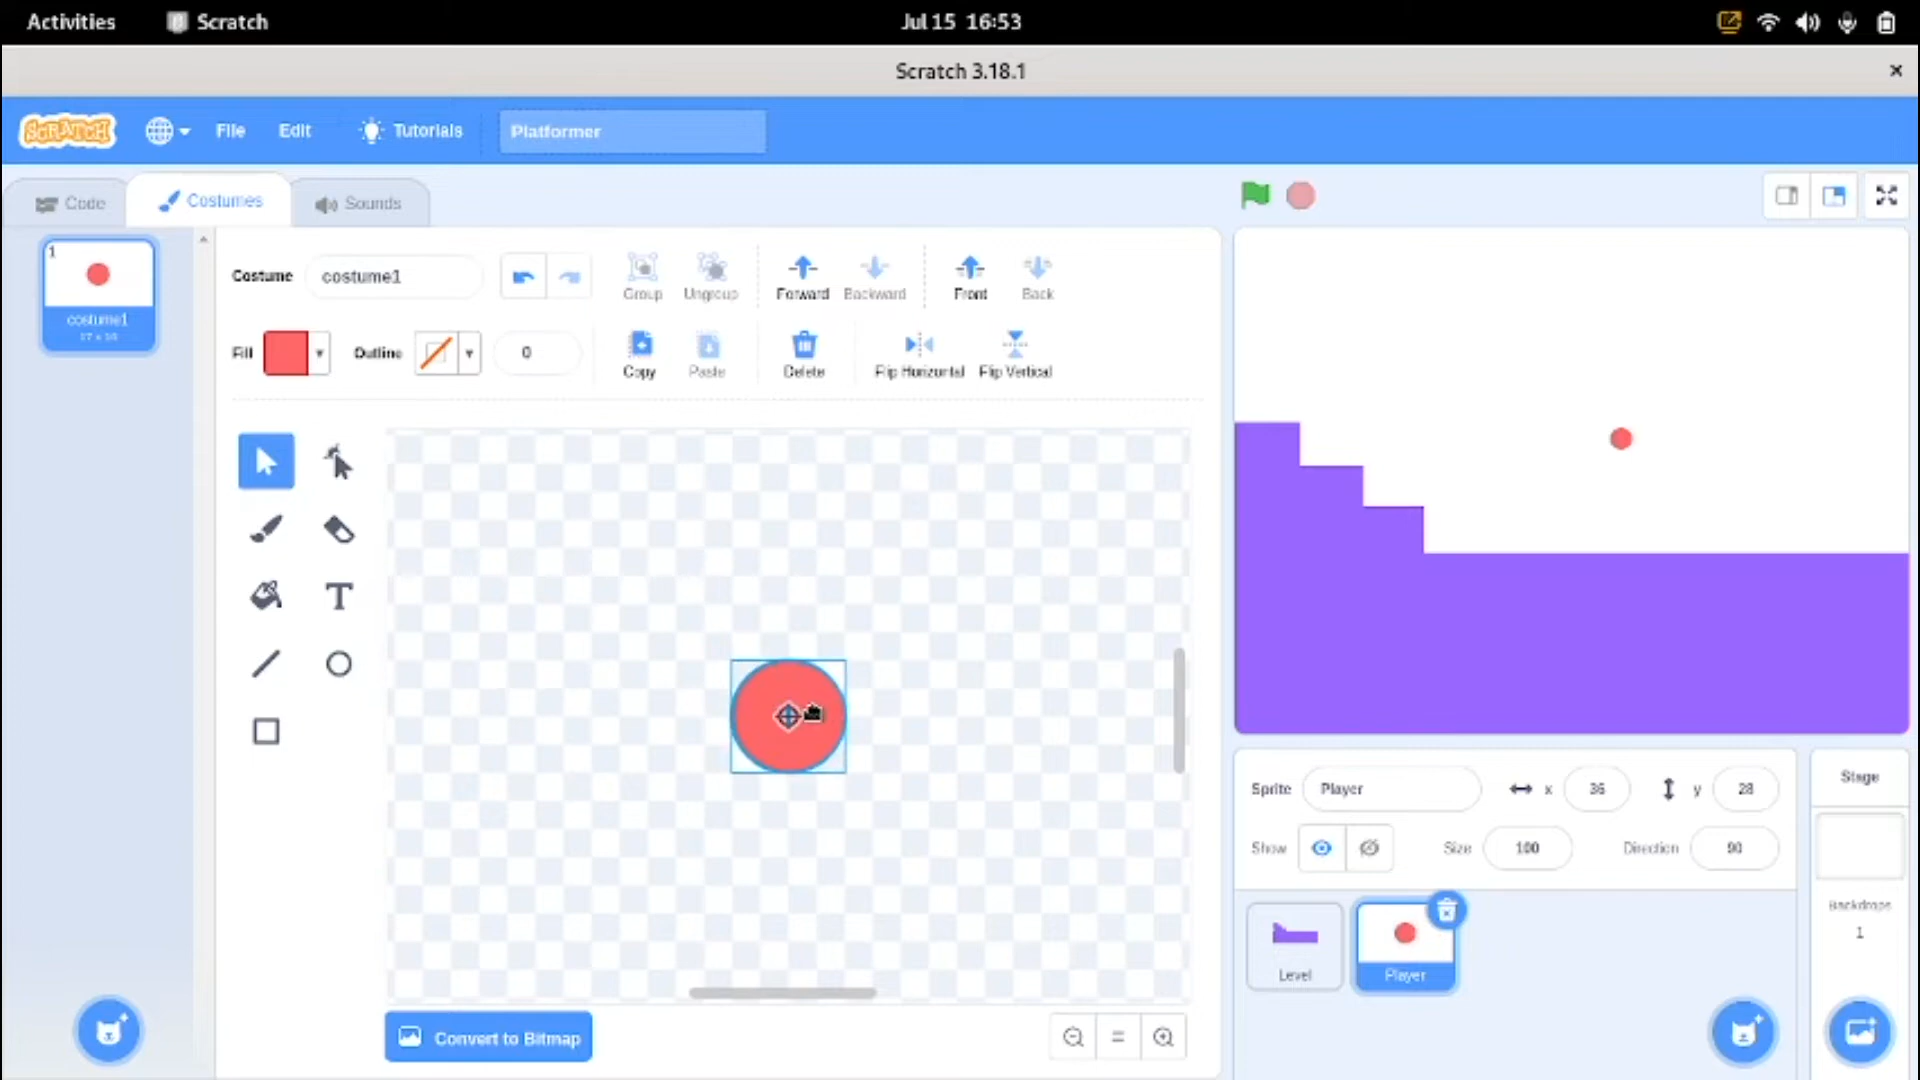 Activities Scratch Jul 15 16:53
Scratch 3.18.1
SCRATCH File Edit Tutorials Platformer
Code Costumes Sounds
1
costume1
Costume costume1 Group Ungroup Forward Backward Front Back
Fill Outline 0 Copy Paste Delete Flip Horizontal Flip Vertical
T
Convert to Bitmap
Sprite Player x 36 y 28
Show Size 100 Direction 90
Level Player
Stage
Backdrops
1